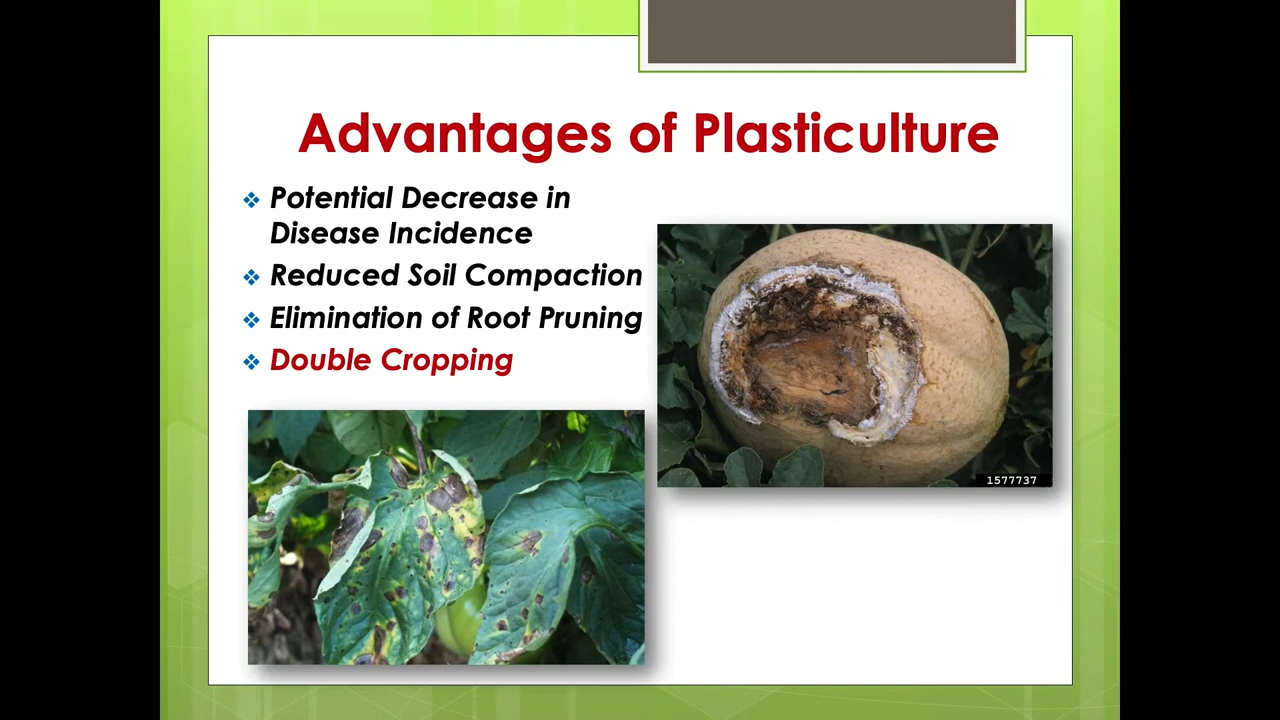 Advantages of Plasticulture
Potential Decrease in
Disease Incidence
Reduced Soil Compaction
Elimination of Root Pruning
Double Cropping
1577737